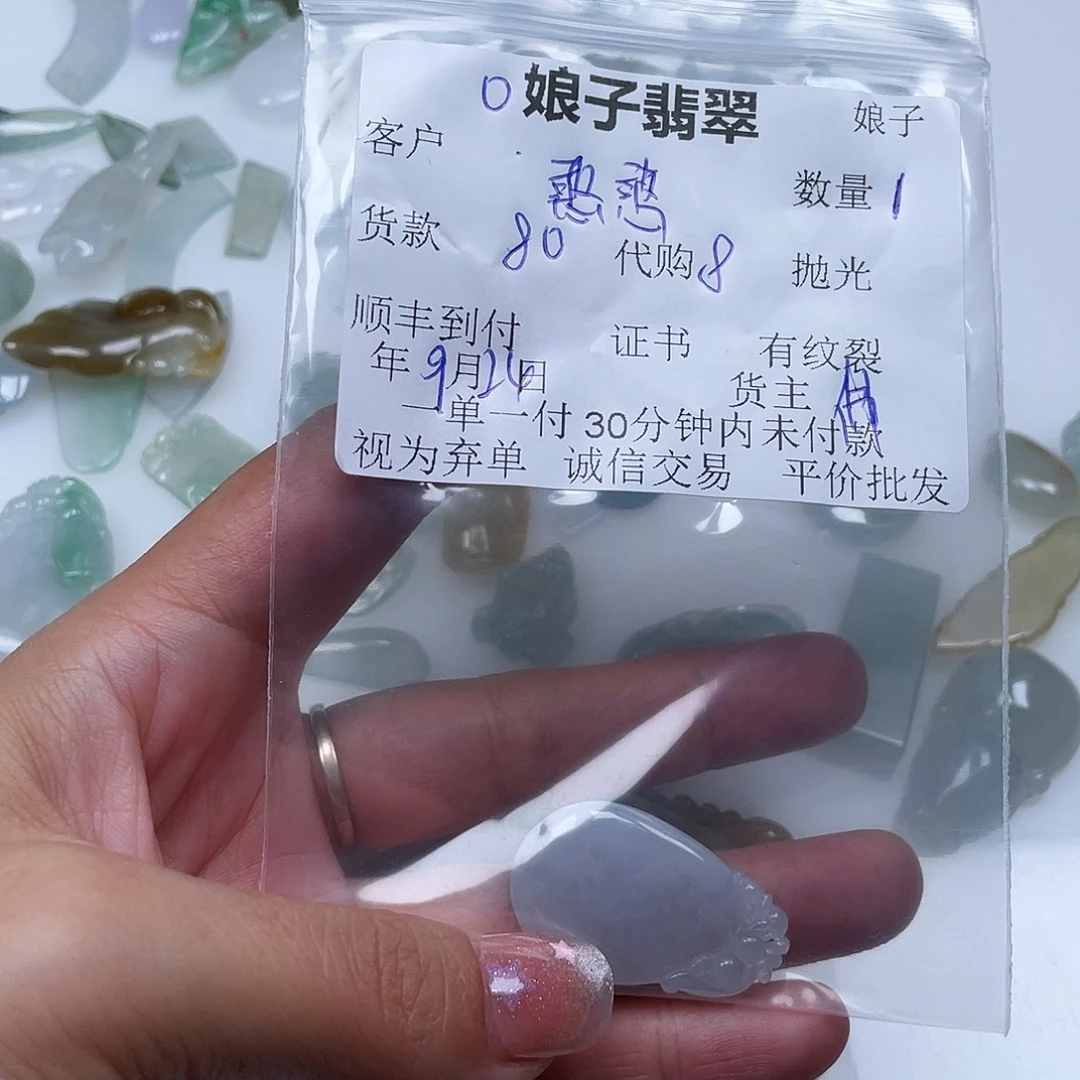 0 娘子翡翠 娘子
客户
数量 1
货款 80 代购 8 抛光
顺丰到付 证书 有纹裂
年 9月26日 货主
一单一付 30分钟内未付款
视为弃单 诚信交易 平价批发